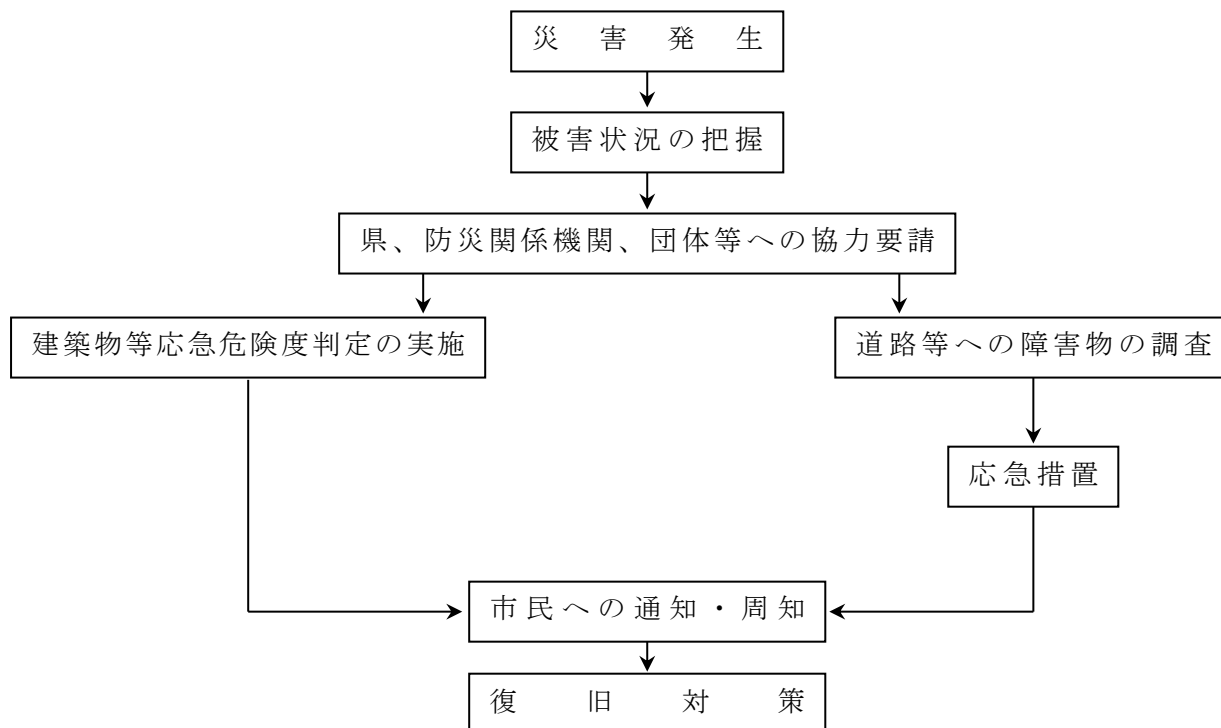 災害発生
被害状況の把握
県、防災関係機関、団体等への協力要請
建築物等応急危険度判定の実施
道路等への障害物の調査
応急措置
市民への通知・周知
復旧対策